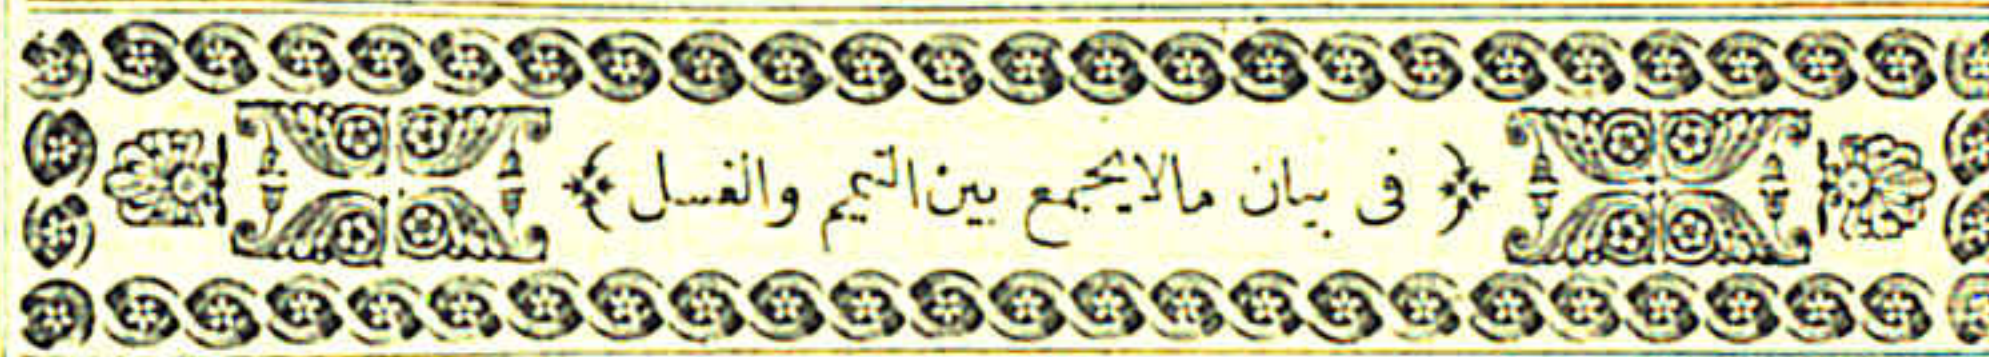 ﴿ فى بيان مالايجمع بين التيمم والغسل ﴾